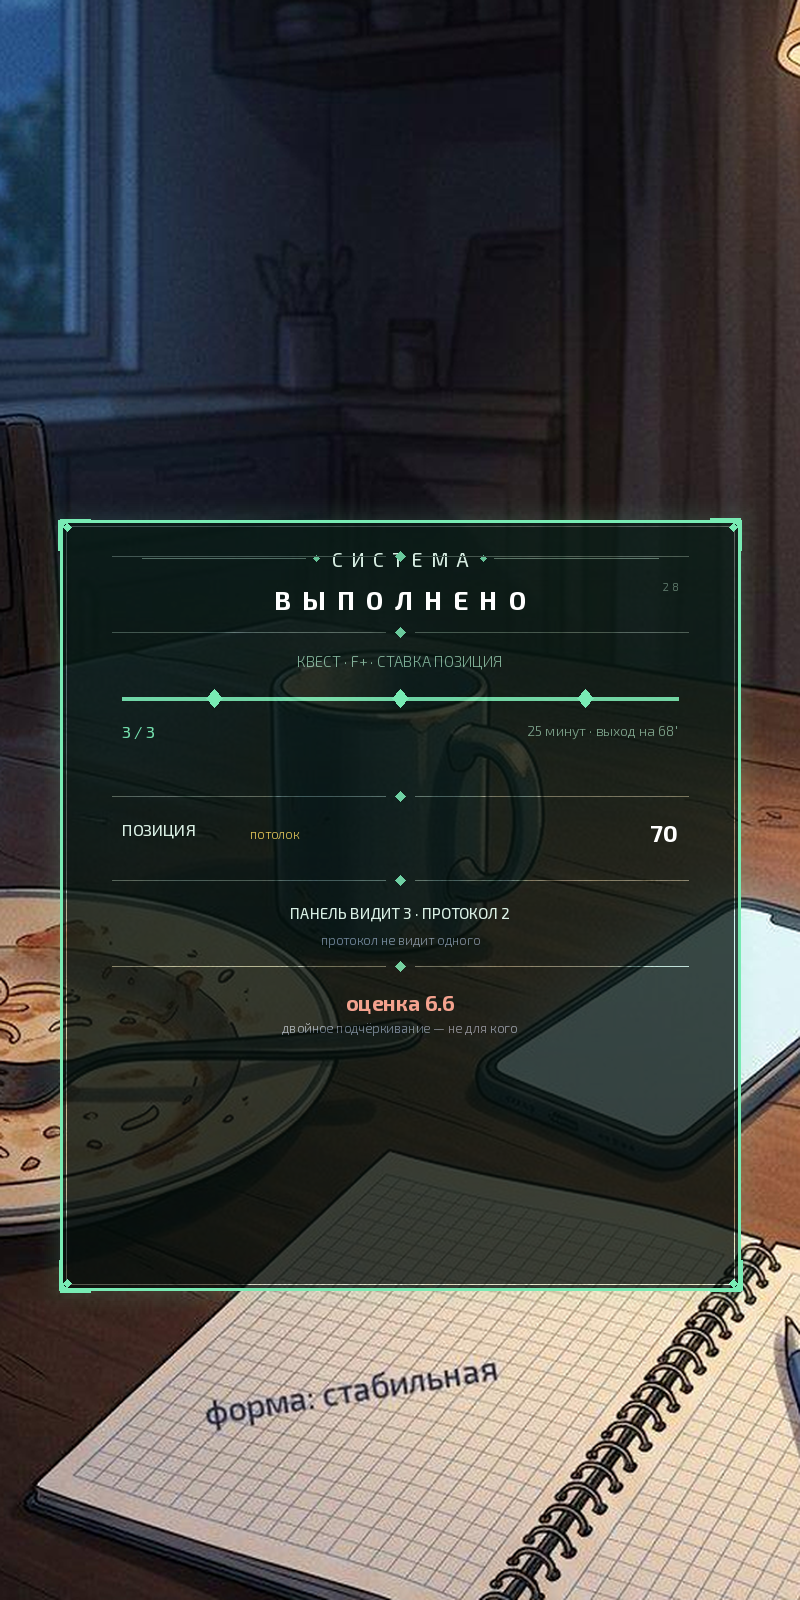 СИСТЕМА
28
ВЫПОЛНЕНО
КВЕСТ · F+ · СТАВКА ПОЗИЦИЯ
3 / 3
25 минут · выход на 68'
ПОЗИЦИЯ потолок 70
ПАНЕЛЬ ВИДИТ 3 · ПРОТОКОЛ 2
протокол не видит одного
оценка 6.6
двойное подчёркивание — не для кого
форма: стабильная